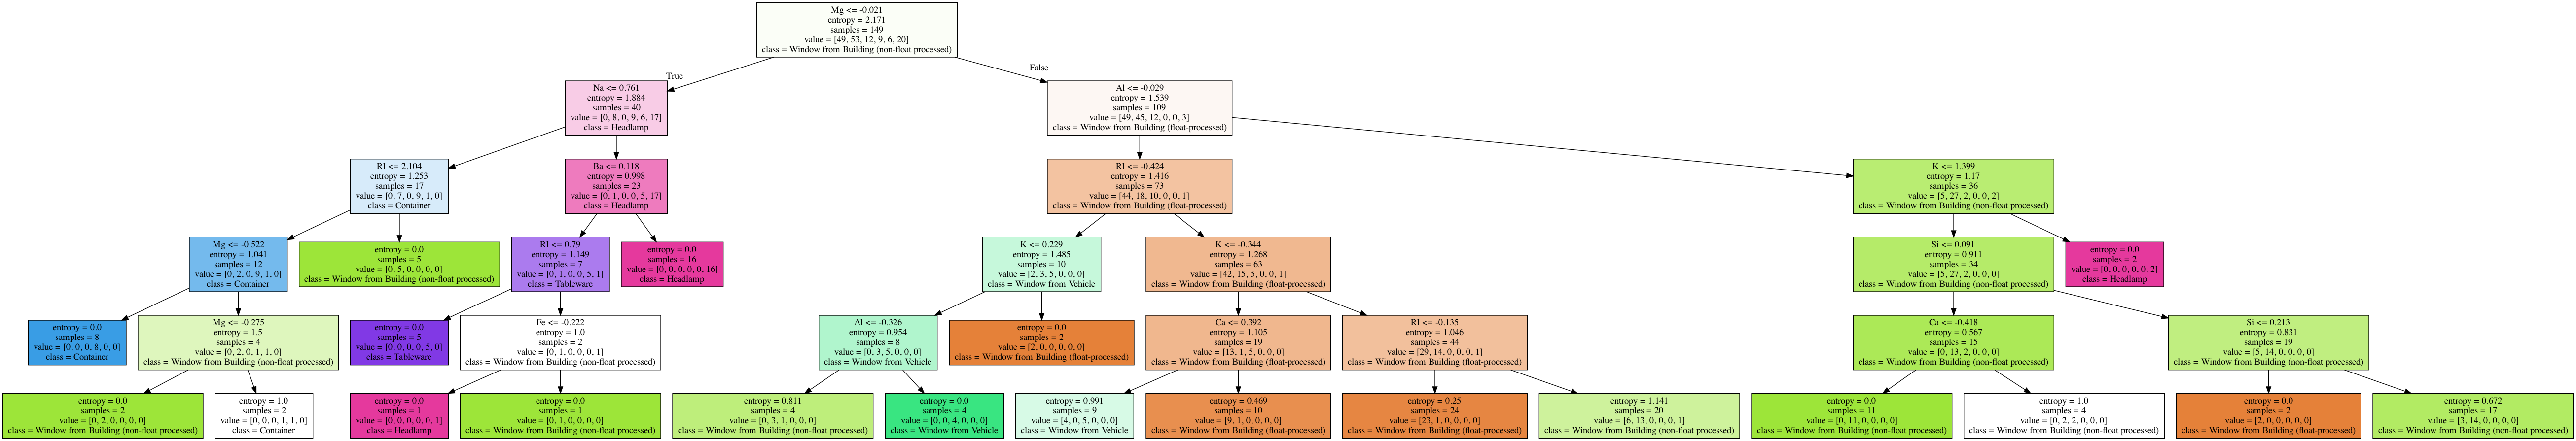 Mg <= -0.021
entropy = 2.171
samples = 149
value = [49, 53, 12, 9, 6, 20]
class = Window from Building (non-float processed)
True
False
Na <= 0.761
entropy = 1.884
samples = 40
value = [0, 8, 0, 9, 6, 17]
class = Headlamp
Al <= -0.029
entropy = 1.539
samples = 109
value = [49, 45, 12, 0, 0, 3]
class = Window from Building (float-processed)
RI <= 2.104
entropy = 1.253
samples = 17
value = [0, 7, 0, 9, 1, 0]
class = Container
Ba <= 0.118
entropy = 0.998
samples = 23
value = [0, 1, 0, 0, 5, 17]
class = Headlamp
RI <= -0.424
entropy = 1.416
samples = 73
value = [44, 18, 10, 0, 0, 1]
class = Window from Building (float-processed)
K <= 1.399
entropy = 1.17
samples = 36
value = [5, 27, 2, 0, 0, 2]
class = Window from Building (non-float processed)
Mg <= -0.522
entropy = 1.041
samples = 12
value = [0, 2, 0, 9, 1, 0]
class = Container
entropy = 0.0
samples = 5
value = [0, 5, 0, 0, 0, 0]
class = Window from Building (non-float processed)
RI <= 0.79
entropy = 1.149
samples = 7
value = [0, 1, 0, 0, 5, 1]
class = Tableware
entropy = 0.0
samples = 16
value = [0, 0, 0, 0, 0, 16]
class = Headlamp
K <= 0.229
entropy = 1.485
samples = 10
value = [2, 3, 5, 0, 0, 0]
class = Window from Vehicle
K <= -0.344
entropy = 1.268
samples = 63
value = [42, 15, 5, 0, 0, 1]
class = Window from Building (float-processed)
Si <= 0.091
entropy = 0.911
samples = 34
value = [5, 27, 2, 0, 0, 0]
class = Window from Building (non-float processed)
entropy = 0.0
samples = 2
value = [0, 0, 0, 0, 0, 2]
class = Headlamp
entropy = 0.0
samples = 8
value = [0, 0, 0, 8, 0, 0]
class = Container
Mg <= -0.275
entropy = 1.5
samples = 4
value = [0, 2, 0, 1, 1, 0]
class = Window from Building (non-float processed)
entropy = 0.0
samples = 5
value = [0, 0, 0, 0, 5, 0]
class = Tableware
Fe <= -0.222
entropy = 1.0
samples = 2
value = [0, 1, 0, 0, 0, 1]
class = Window from Building (non-float processed)
Al <= -0.326
entropy = 0.954
samples = 8
value = [0, 3, 5, 0, 0, 0]
class = Window from Vehicle
entropy = 0.0
samples = 2
value = [2, 0, 0, 0, 0, 0]
class = Window from Building (float-processed)
Ca <= 0.392
entropy = 1.105
samples = 19
value = [13, 1, 5, 0, 0, 0]
class = Window from Building (float-processed)
RI <= -0.135
entropy = 1.046
samples = 44
value = [29, 14, 0, 0, 0, 1]
class = Window from Building (float-processed)
Ca <= -0.418
entropy = 0.567
samples = 15
value = [0, 13, 2, 0, 0, 0]
class = Window from Building (non-float processed)
Si <= 0.213
entropy = 0.831
samples = 19
value = [5, 14, 0, 0, 0, 0]
class = Window from Building (non-float processed)
entropy = 0.0
samples = 2
value = [0, 2, 0, 0, 0, 0]
class = Window from Building (non-float processed)
entropy = 1.0
samples = 2
value = [0, 0, 0, 1, 1, 0]
class = Container
entropy = 0.0
samples = 1
value = [0, 0, 0, 0, 0, 1]
class = Headlamp
entropy = 0.0
samples = 1
value = [0, 1, 0, 0, 0, 0]
class = Window from Building (non-float processed)
entropy = 0.811
samples = 4
value = [0, 3, 1, 0, 0, 0]
class = Window from Building (non-float processed)
entropy = 0.0
samples = 4
value = [0, 0, 4, 0, 0, 0]
class = Window from Vehicle
entropy = 0.991
samples = 9
value = [4, 0, 5, 0, 0, 0]
class = Window from Vehicle
entropy = 0.469
samples = 10
value = [9, 1, 0, 0, 0, 0]
class = Window from Building (float-processed)
entropy = 0.25
samples = 24
value = [23, 1, 0, 0, 0, 0]
class = Window from Building (float-processed)
entropy = 1.141
samples = 20
value = [6, 13, 0, 0, 0, 1]
class = Window from Building (non-float processed)
entropy = 0.0
samples = 11
value = [0, 11, 0, 0, 0, 0]
class = Window from Building (non-float processed)
entropy = 1.0
samples = 4
value = [0, 2, 2, 0, 0, 0]
class = Window from Building (non-float processed)
entropy = 0.0
samples = 2
value = [2, 0, 0, 0, 0, 0]
class = Window from Building (float-processed)
entropy = 0.672
samples = 17
value = [3, 14, 0, 0, 0, 0]
class = Window from Building (non-float processed)